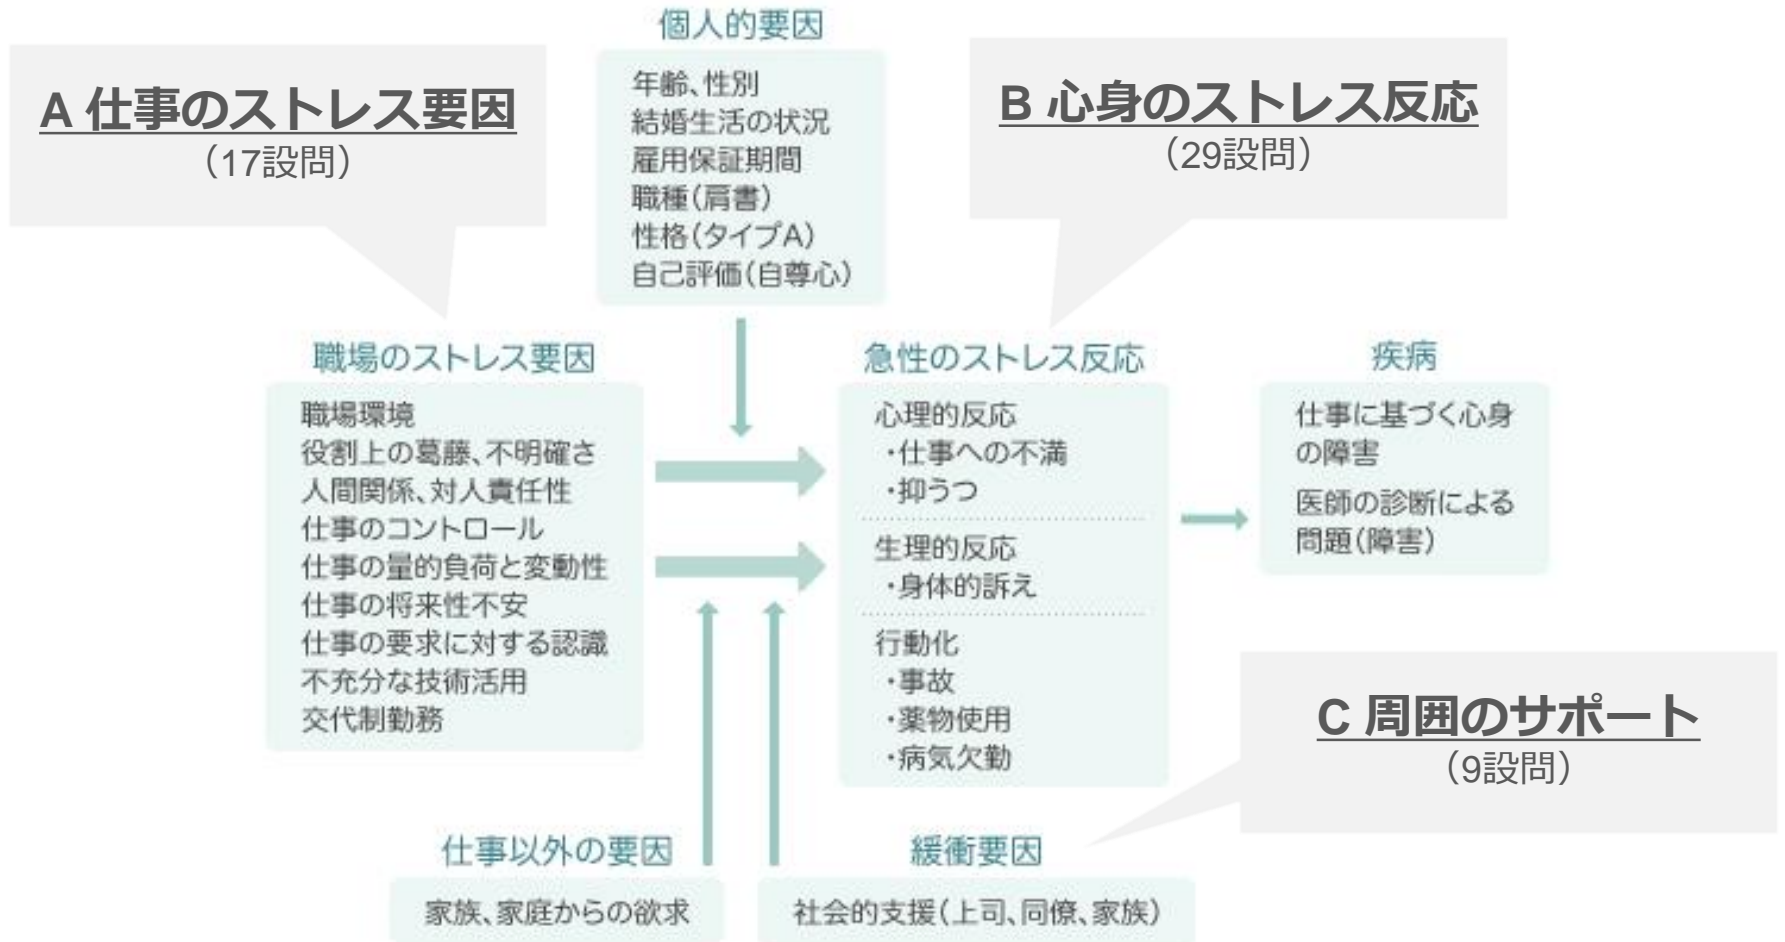 個人的要因
年齢、性別
結婚生活の状況
雇用保証期間
職種(肩書)
性格(タイプA)
自己評価(自尊心)
A 仕事のストレス要因
（17設問）
B 心身のストレス反応
（29設問）
職場のストレス要因
職場環境
役割上の葛藤、不明確さ
人間関係、対人責任性
仕事のコントロール
仕事の量的負荷と変動性
仕事の将来性不安
仕事の要求に対する認識
不充分な技術活用
交代制勤務
急性のストレス反応
心理的反応
・仕事への不満
・抑うつ
生理的反応
・身体的訴え
行動化
・事故
・薬物使用
・病気欠勤
疾病
仕事に基づく心身
の障害
医師の診断による
問題(障害)
C 周囲のサポート
（9設問）
仕事以外の要因
家族、家庭からの欲求
緩衝要因
社会的支援(上司、同僚、家族)